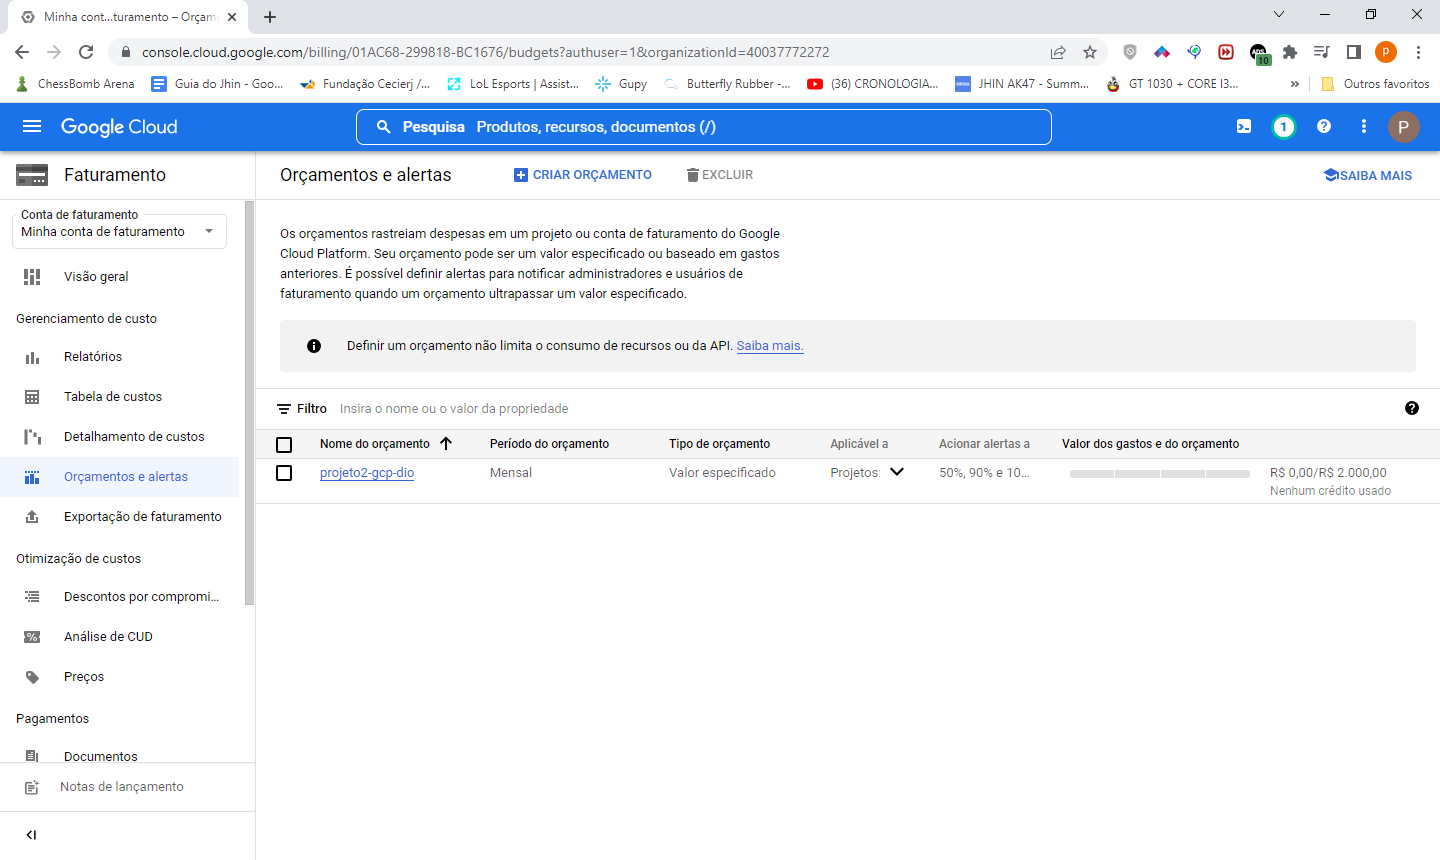 Minha cont...turamento – Orçam
console.cloud.google.com/billing/01AC68-299818-BC1676/budgets?authuser=1&organizationId=40037772272
ADS
10
p
ChessBomb Arena
Guia do Jhin - Goo...
Fundação Cecierj /...
LoL Esports | Assist...
Gupy
Butterfly Rubber -...
(36) CRONOLOGIA...
JHIN AK47 - Summ...
GT 1030 + CORE I3...
»
Outros favoritos
Google Cloud
Pesquisa Produtos, recursos, documentos (/)
1
P
Faturamento
Orçamentos e alertas
CRIAR ORÇAMENTO
EXCLUIR
SAIBA MAIS
Conta de faturamento
Minha conta de faturamento
Visão geral
Gerenciamento de custo
Relatórios
Tabela de custos
Detalhamento de custos
Orçamentos e alertas
Exportação de faturamento
Otimização de custos
Descontos por compromi...
Análise de CUD
Preços
Pagamentos
Documentos
Notas de lançamento
Os orçamentos rastreiam despesas em um projeto ou conta de faturamento do Google
Cloud Platform. Seu orçamento pode ser um valor especificado ou baseado em gastos
anteriores. É possível definir alertas para notificar administradores e usuários de
faturamento quando um orçamento ultrapassar um valor especificado.
Definir um orçamento não limita o consumo de recursos ou da API. Saiba mais.
Filtro Insira o nome ou o valor da propriedade
Nome do orçamento Período do orçamento Tipo de orçamento Aplicável a Acionar alertas a Valor dos gastos e do orçamento
projeto2-gcp-dio Mensal Valor especificado Projetos: 50%, 90% e 10... R$ 0,00/R$ 2.000,00
Nenhum crédito usado